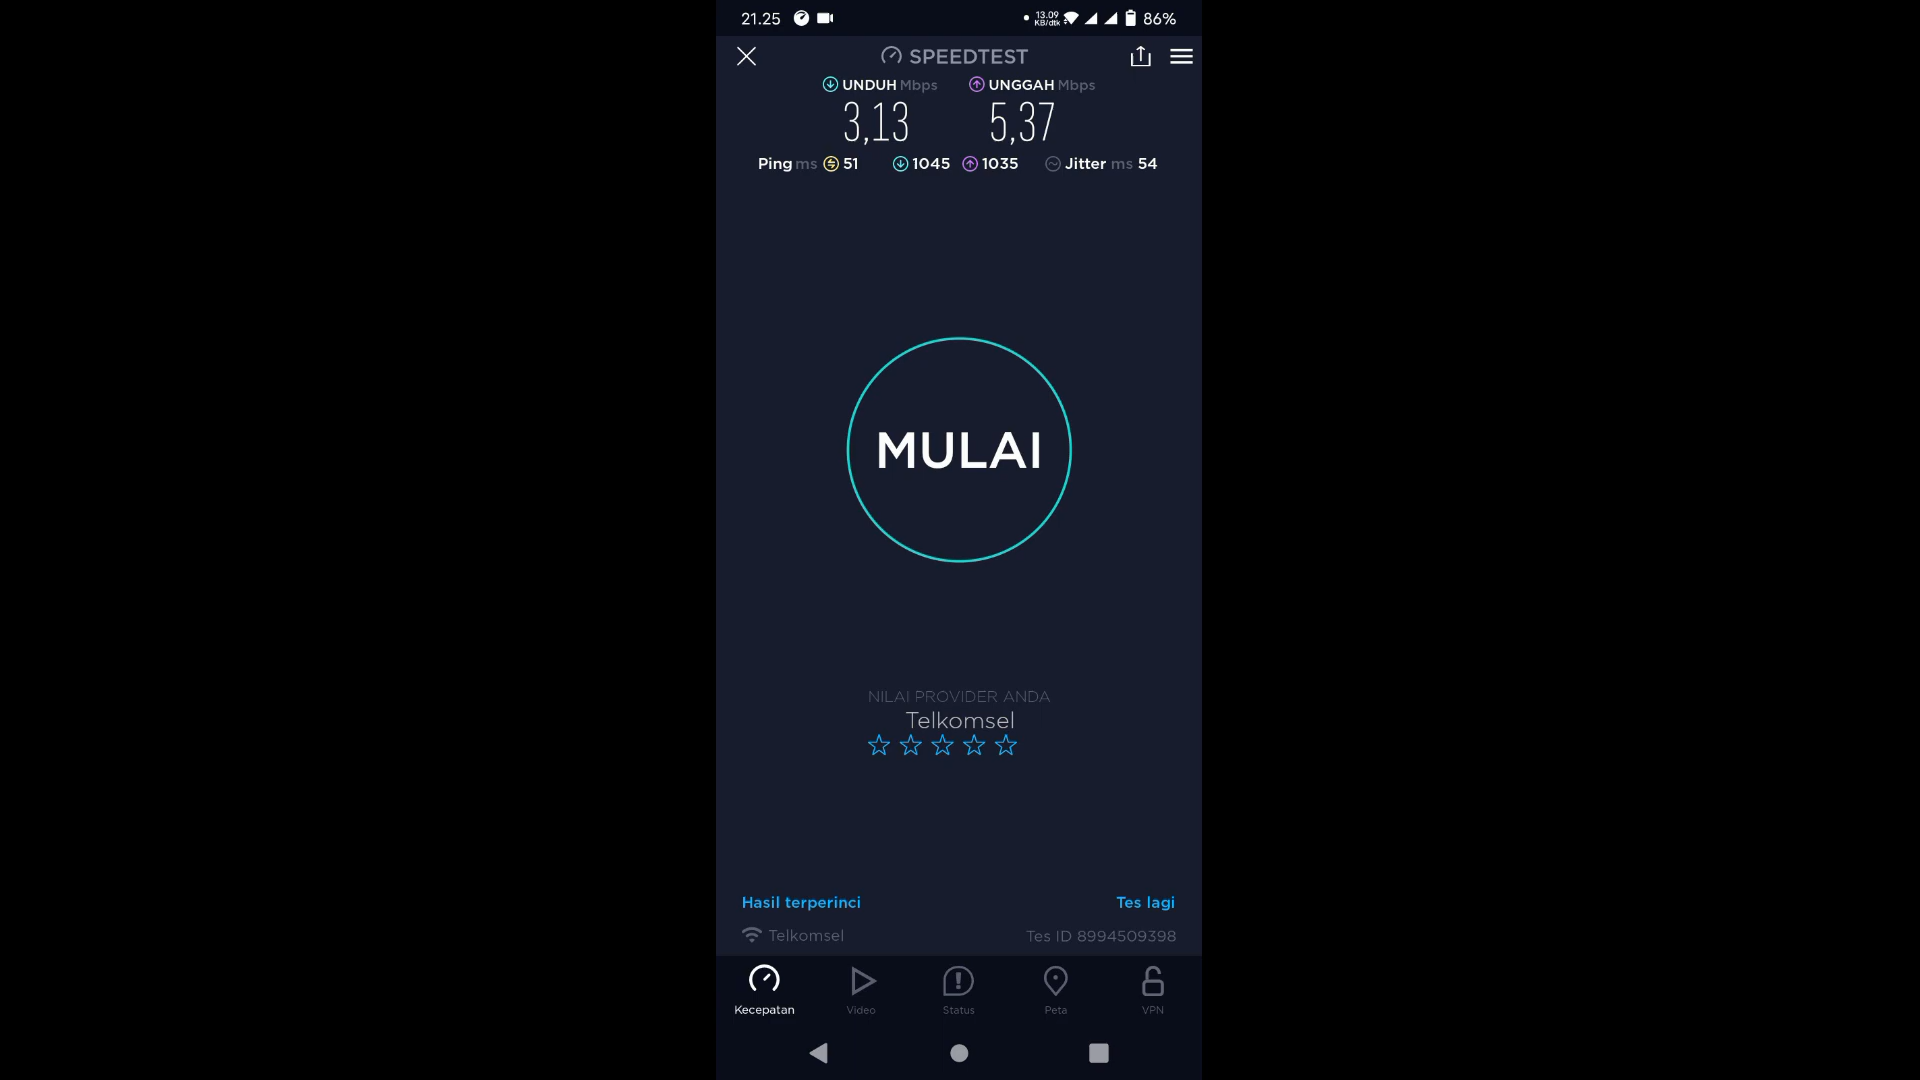 21.25 13.09 KB/dtk 86%
SPEEDTEST
UNDUH Mbps UNGGAH Mbps
3,13 5,37
Ping ms 51 1045 1035 Jitter ms 54
MULAI
NILAI PROVIDER ANDA
Telkomsel
Hasil terperinci Tes lagi
Telkomsel Tes ID 8994509398
Kecepatan Video Status Peta VPN